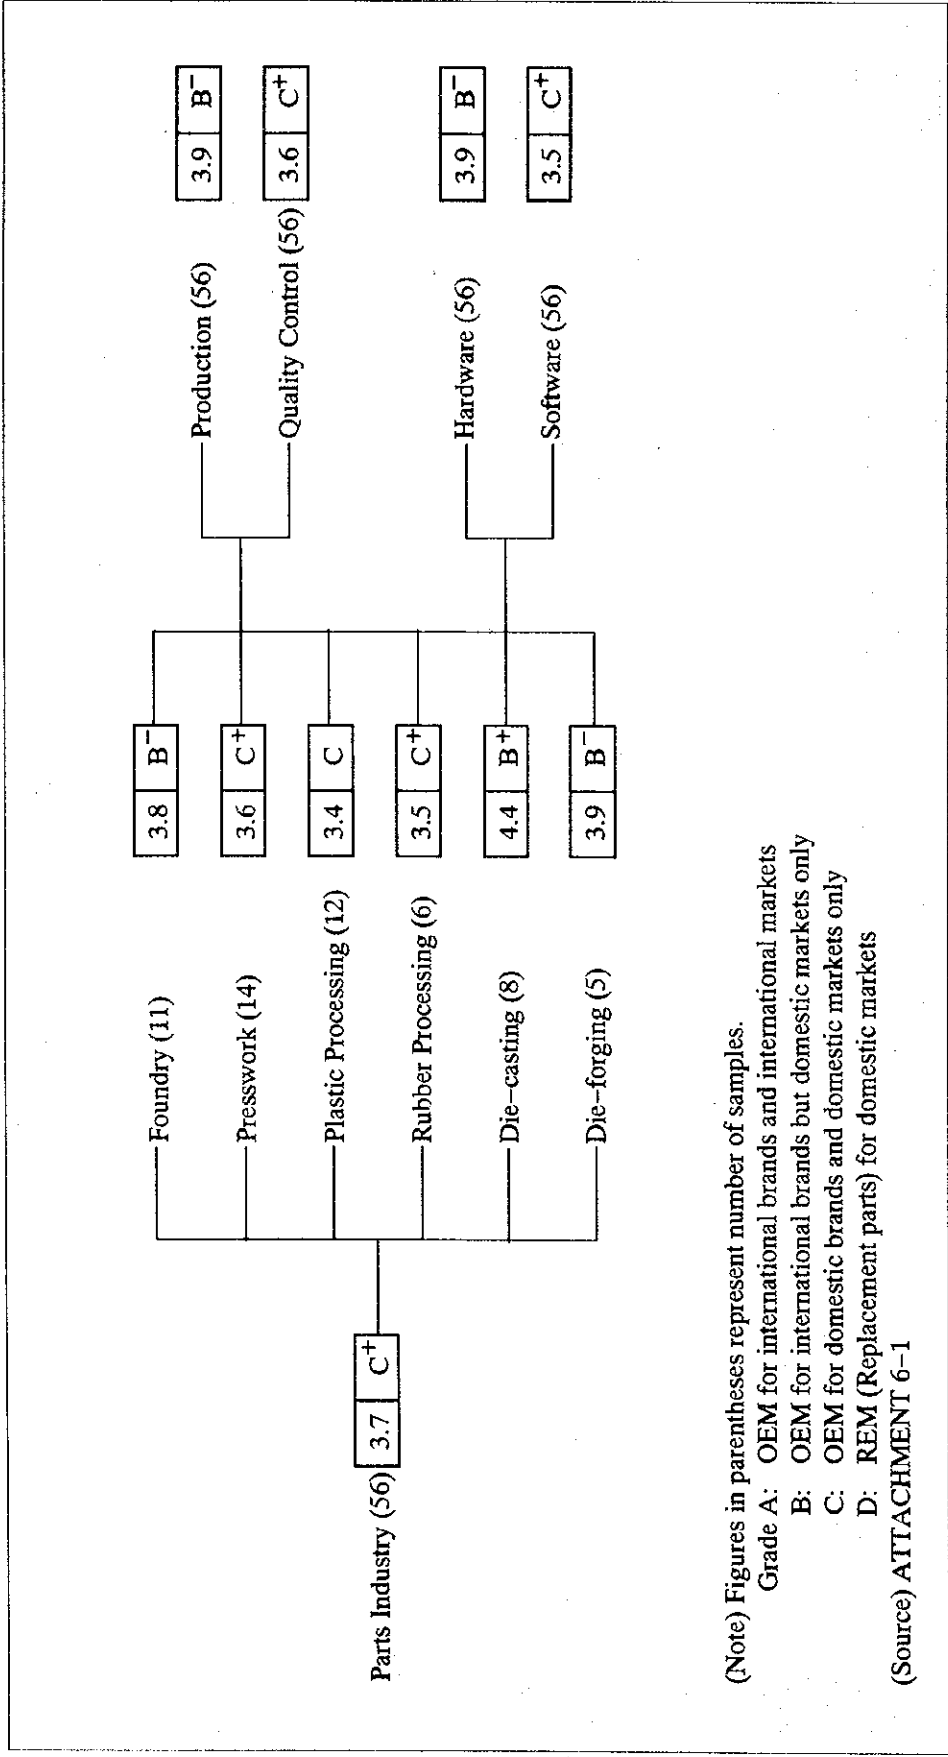 Parts Industry (56) 3.7 C+
Foundry (11) 3.8 B−
Presswork (14) 3.6 C+
Plastic Processing (12) 3.4 C
Rubber Processing (6) 3.5 C+
Die–casting (8) 4.4 B+
Die–forging (5) 3.9 B−
Production (56) 3.9 B−
Quality Control (56) 3.6 C+
Hardware (56) 3.9 B−
Software (56) 3.5 C+
(Note) Figures in parentheses represent number of samples.
Grade A: OEM for international brands and international markets
B: OEM for international brands but domestic markets only
C: OEM for domestic brands and domestic markets only
D: REM (Replacement parts) for domestic markets
(Source) ATTACHMENT 6–1